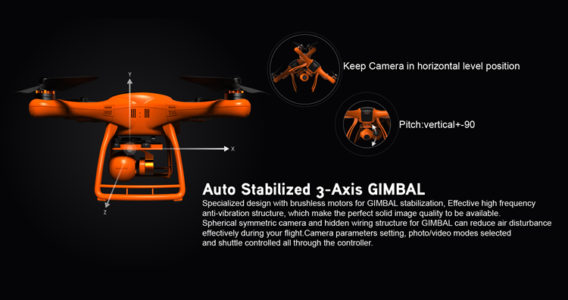 Keep Camera in horizontal level position
Y
Pitch:vertical+-90
X
Auto Stabilized 3-Axis GIMBAL
Specialized design with brushless motors for GIMBAL stabilization, Effective high frequency
anti-vibration structure, which make the perfect solid image quality to be available.
Spherical symmetric camera and hidden wiring structure for GIMBAL can reduce air disturbance
effectively during your flight.Camera parameters setting, photo/video modes selected
and shuttle controlled all through the controller.
Z